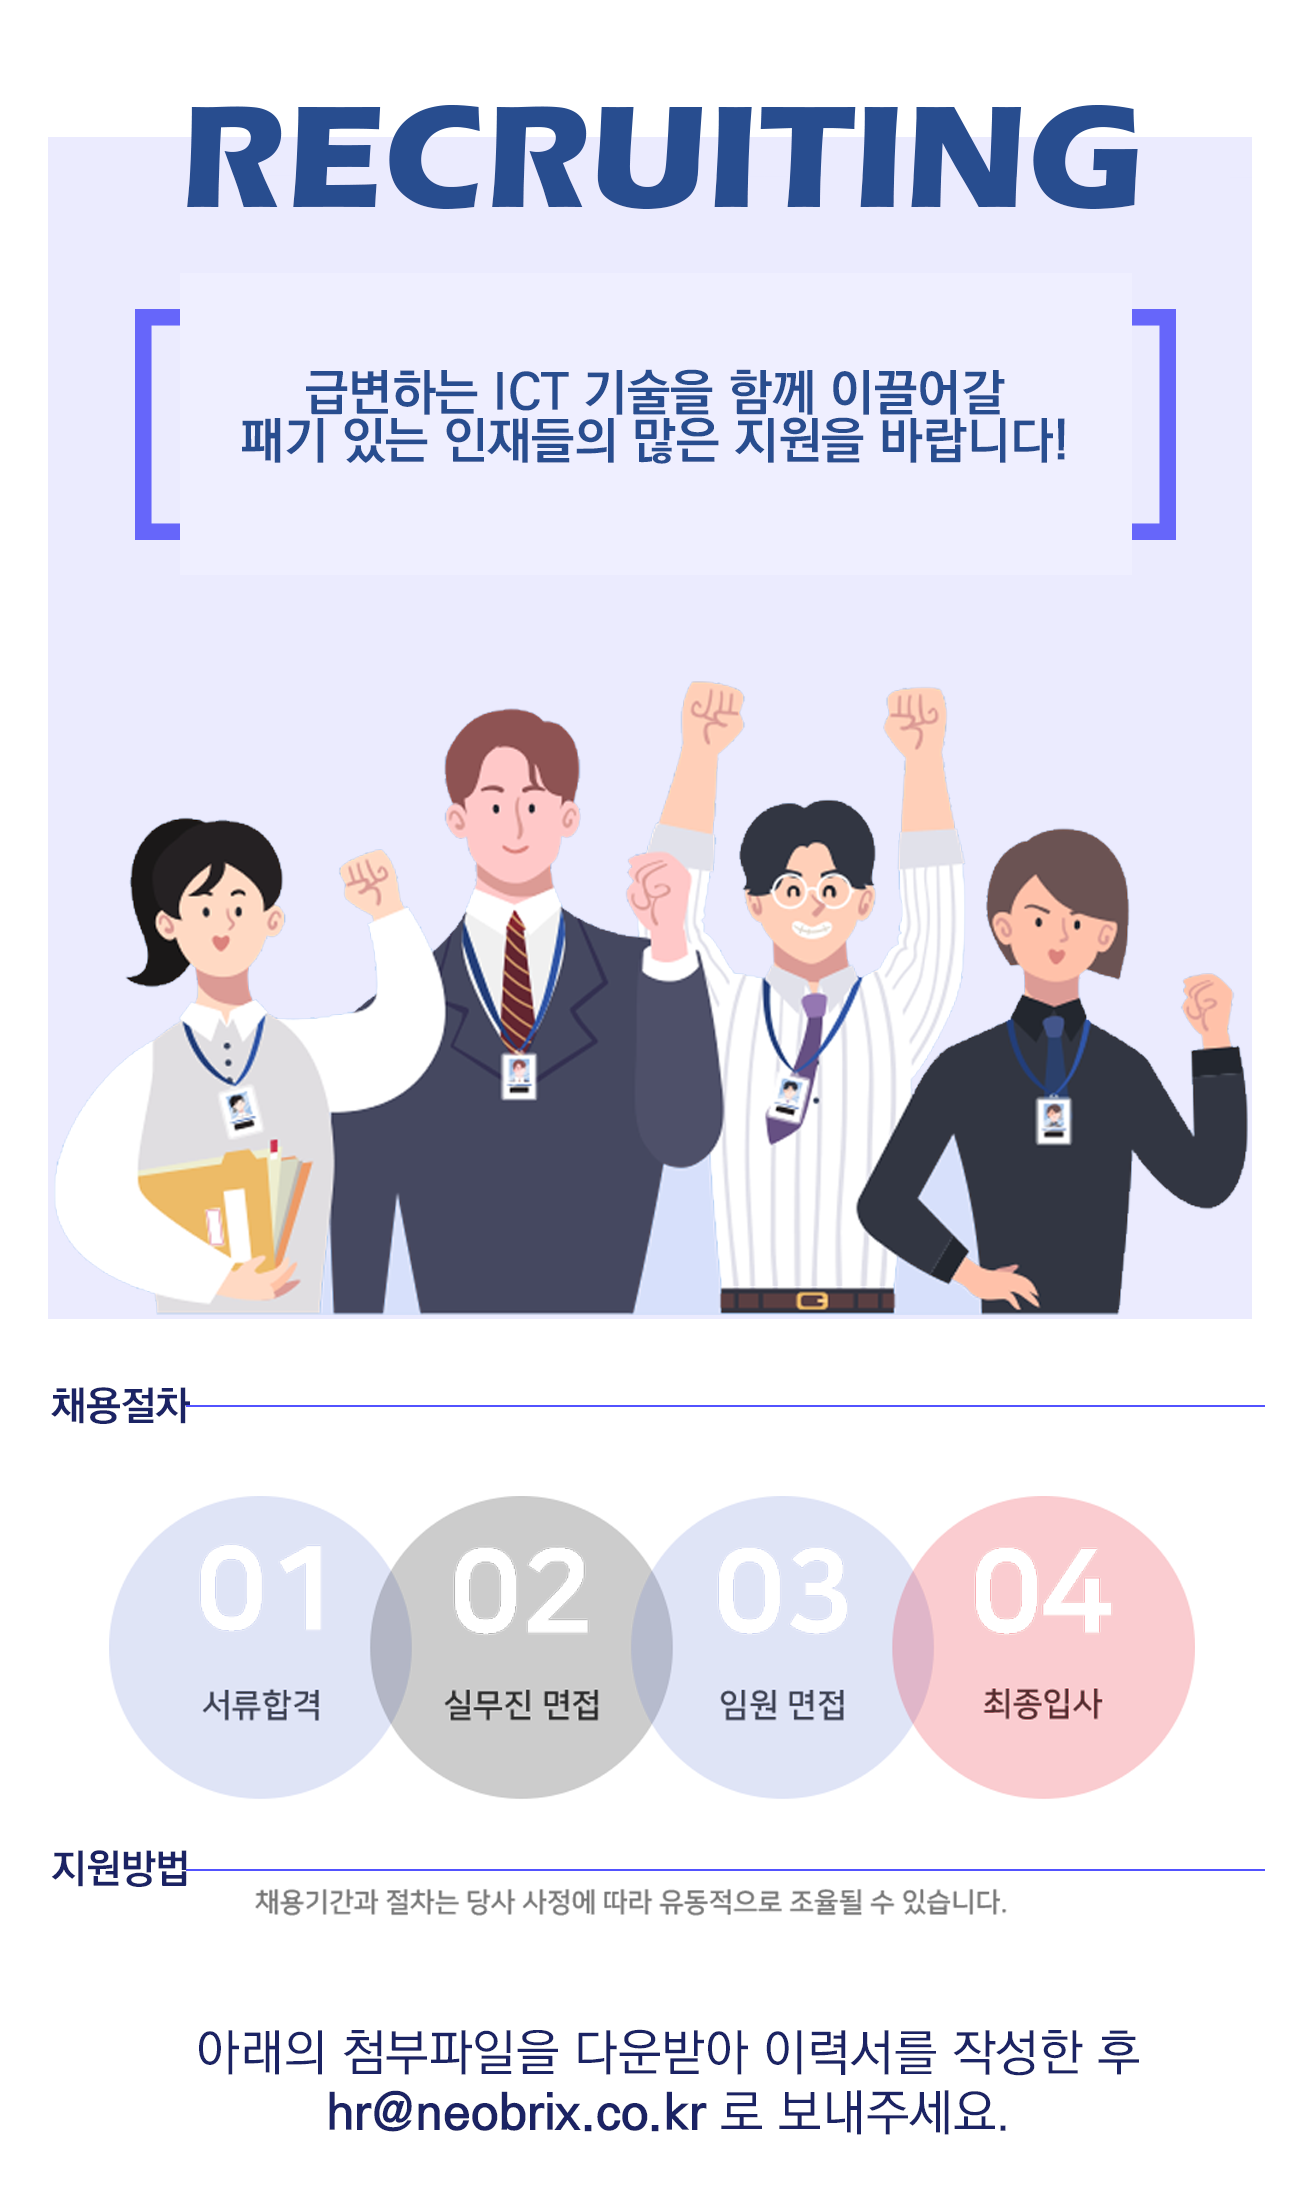 RECRUITING
급변하는 ICT 기술을 함께 이끌어갈
패기 있는 인재들의 많은 지원을 바랍니다!
채용절차
01
02
03
04
서류합격
실무진 면접
임원 면접
최종입사
지원방법
채용기간과 절차는 당사 사정에 따라 유동적으로 조율될 수 있습니다.
아래의 첨부파일을 다운받아 이력서를 작성한 후
hr@neobrix.co.kr 로 보내주세요.